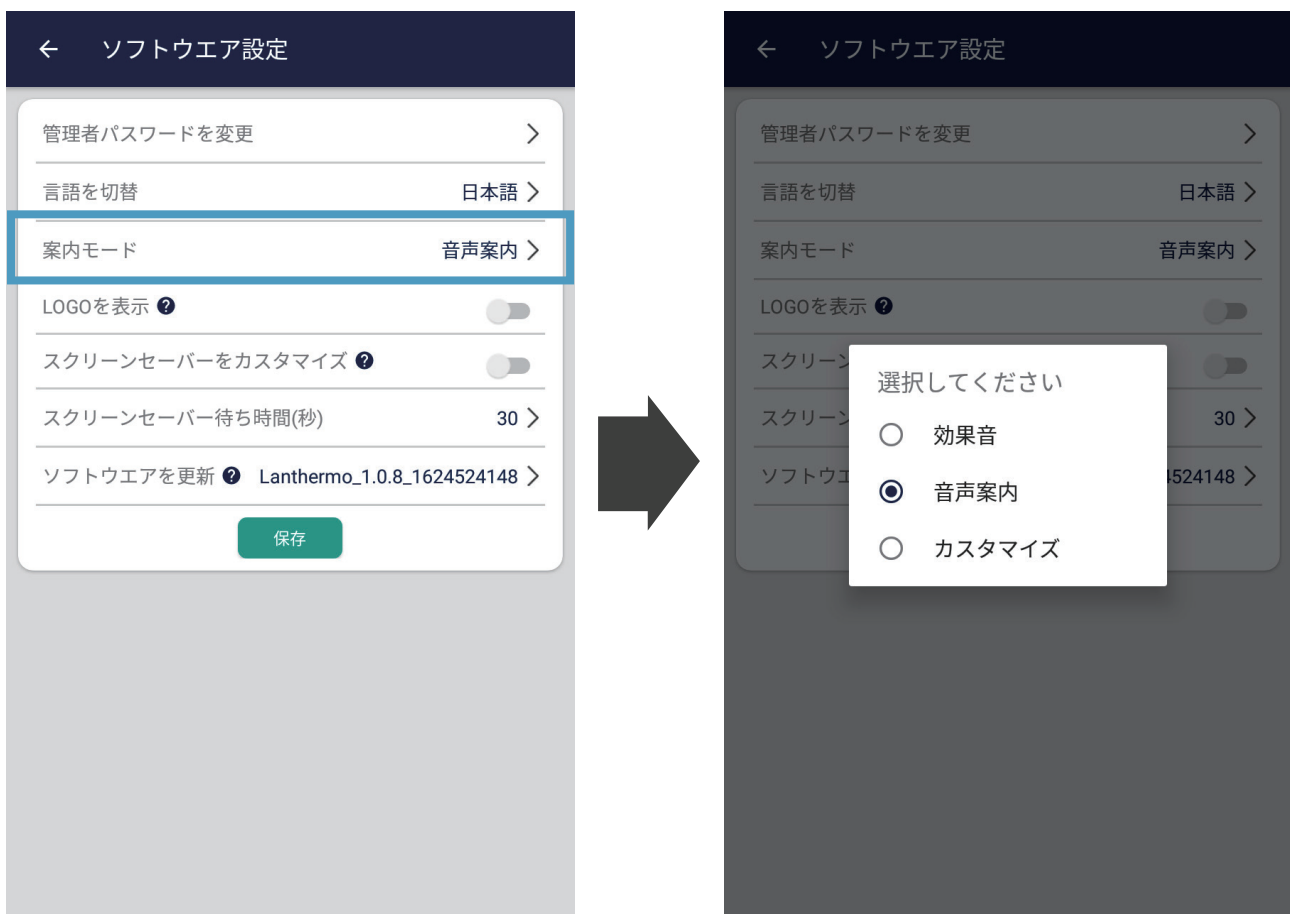 ソフトウエア設定
管理者パスワードを変更
言語を切替 日本語
案内モード 音声案内
LOGOを表示 ?
スクリーンセーバーをカスタマイズ ?
スクリーンセーバー待ち時間(秒) 30
ソフトウエアを更新 ? Lanthermo_1.0.8_1624524148
保存
ソフトウエア設定
管理者パスワードを変更
言語を切替 日本語
案内モード 音声案内
LOGOを表示 ?
スクリーン
スクリーン 30
ソフトウエ 4524148
選択してください
効果音
音声案内
カスタマイズ